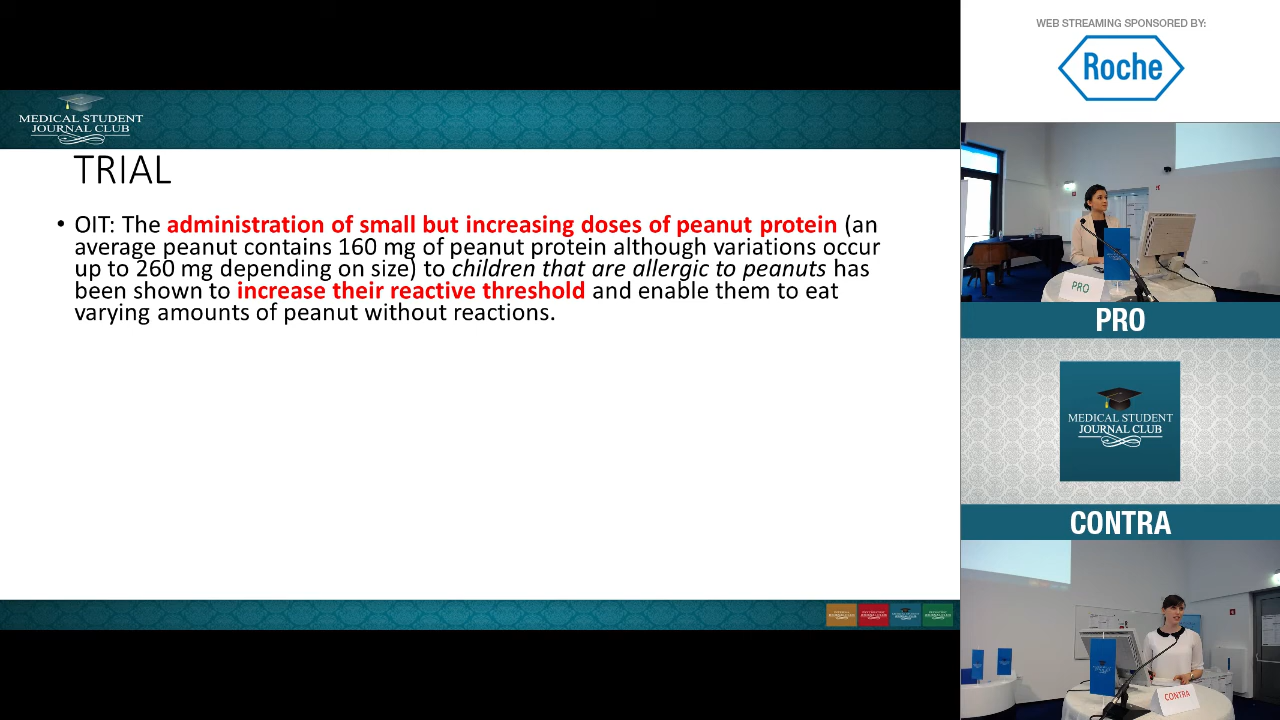 WEB STREAMING SPONSORED BY:
Roche
MEDICAL STUDENT
JOURNAL CLUB
TRIAL
• OIT: The administration of small but increasing doses of peanut protein (an
average peanut contains 160 mg of peanut protein although variations occur
up to 260 mg depending on size) to children that are allergic to peanuts has
been shown to increase their reactive threshold and enable them to eat
varying amounts of peanut without reactions.
PRO
PRO
MEDICAL STUDENT
JOURNAL CLUB
CONTRA
CONTRA